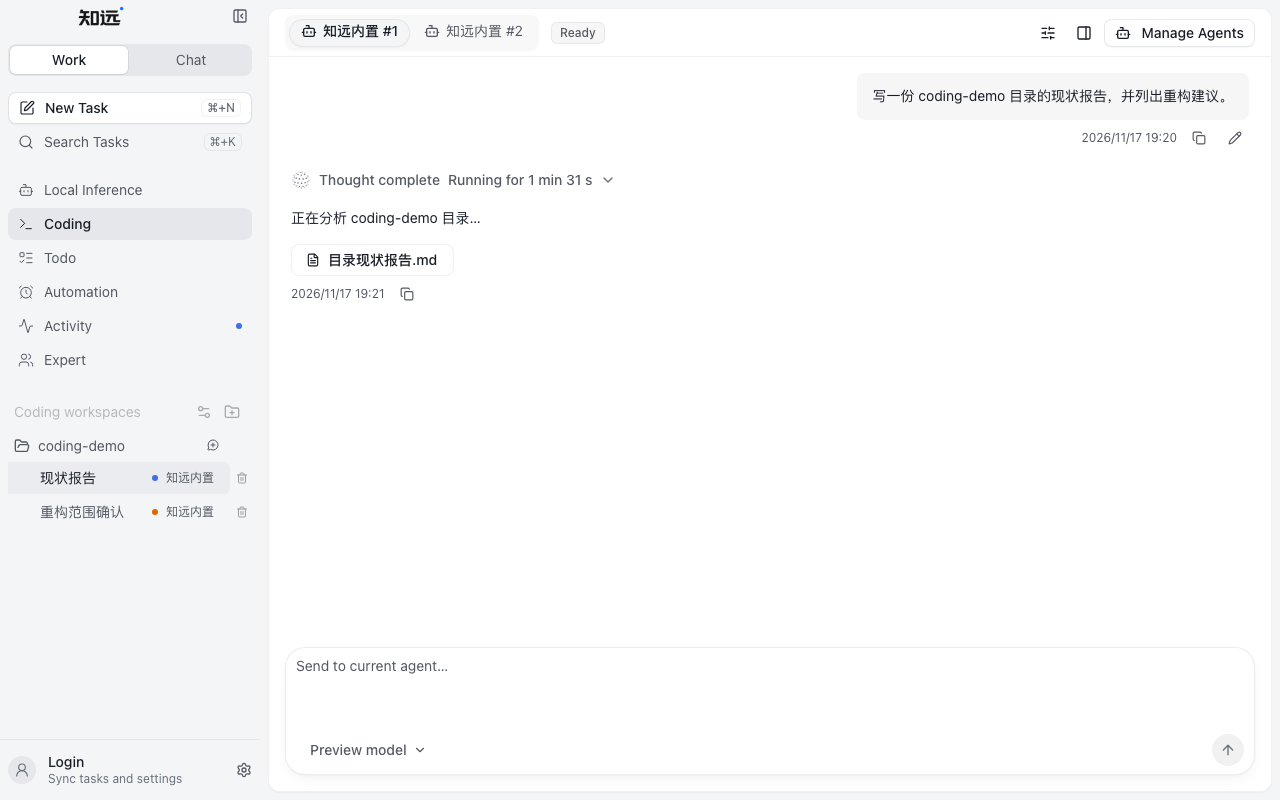 知远
Work
Chat
New Task
⌘+N
Search Tasks
⌘+K
Local Inference
Coding
Todo
Automation
Activity
Expert
Coding workspaces
coding-demo
现状报告
知远内置
重构范围确认
知远内置
Login
Sync tasks and settings
知远内置 #1
知远内置 #2
Ready
Manage Agents
写一份 coding-demo 目录的现状报告，并列出重构建议。
2026/11/17 19:20
Thought complete Running for 1 min 31 s
正在分析 coding-demo 目录...
目录现状报告.md
2026/11/17 19:21
Send to current agent...
Preview model